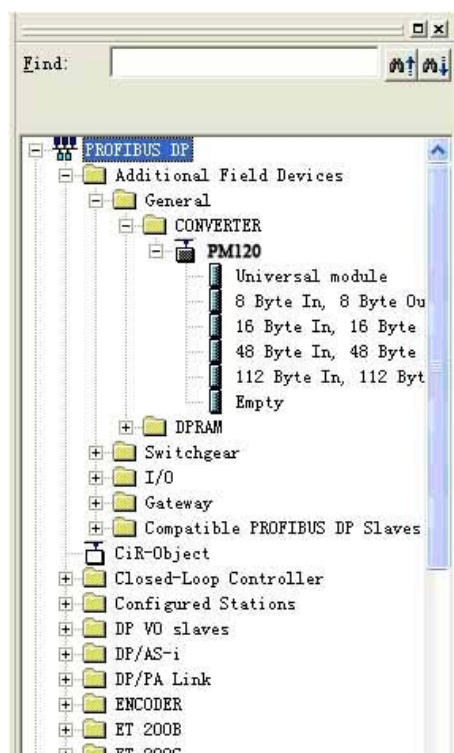 Find:
PROFIBUS DP
Additional Field Devices
General
CONVERTER
PM120
Universal module
8 Byte In, 8 Byte Ou
16 Byte In, 16 Byte
48 Byte In, 48 Byte
112 Byte In, 112 Byt
Empty
DPRAM
Switchgear
I/O
Gateway
Compatible PROFIBUS DP Slaves
CiR-Object
Closed-Loop Controller
Configured Stations
DP V0 slaves
DP/AS-i
DP/PA Link
ENCODER
ET 200B